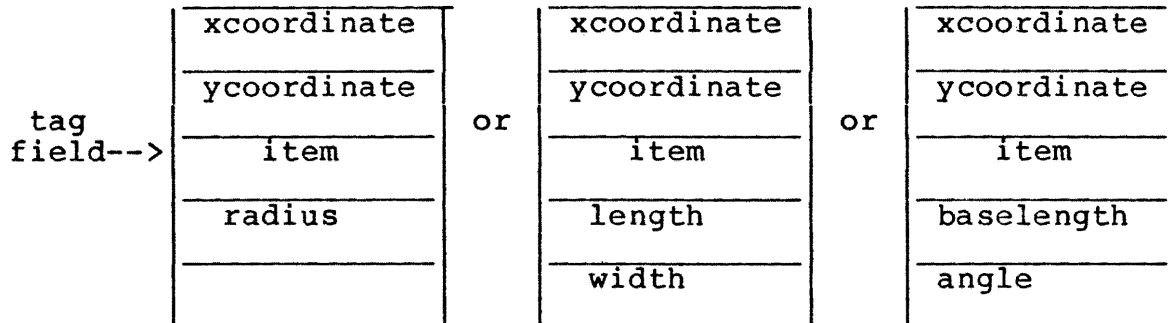 xcoordinate xcoordinate xcoordinate
ycoordinate ycoordinate ycoordinate
tag or or
field--> item item item
radius length baselength
width angle